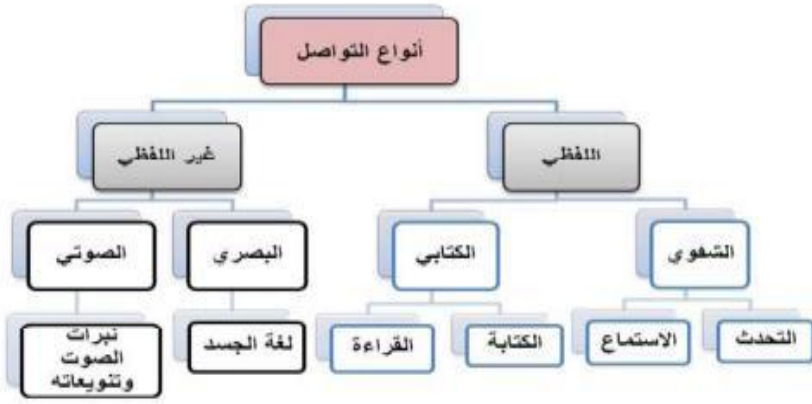 أنواع التواصل
اللفظي
غير اللفظي
الشفوي
الكتابي
البصري
الصوتي
التحدث
الاستماع
الكتابة
القراءة
لغة الجسد
نبرات
الصوت
وتنويعاته